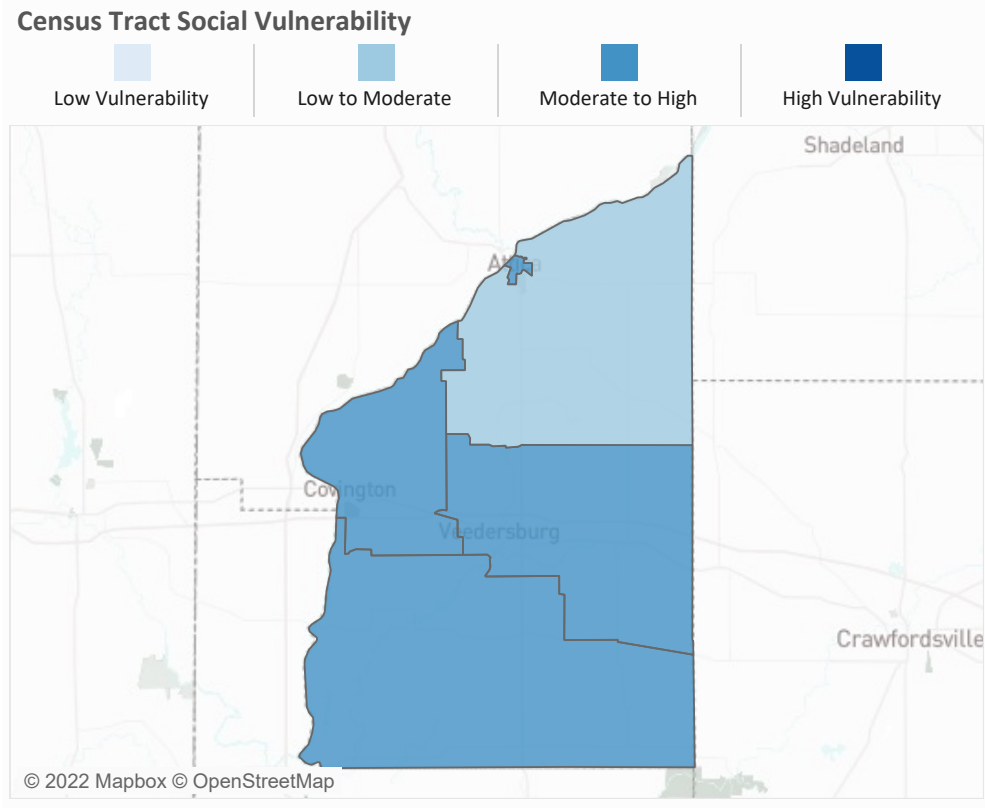 Census Tract Social Vulnerability
Low Vulnerability
Low to Moderate
Moderate to High
High Vulnerability
Shadeland
Covington
Veedersburg
Crawfordsville
© 2022 Mapbox © OpenStreetMap